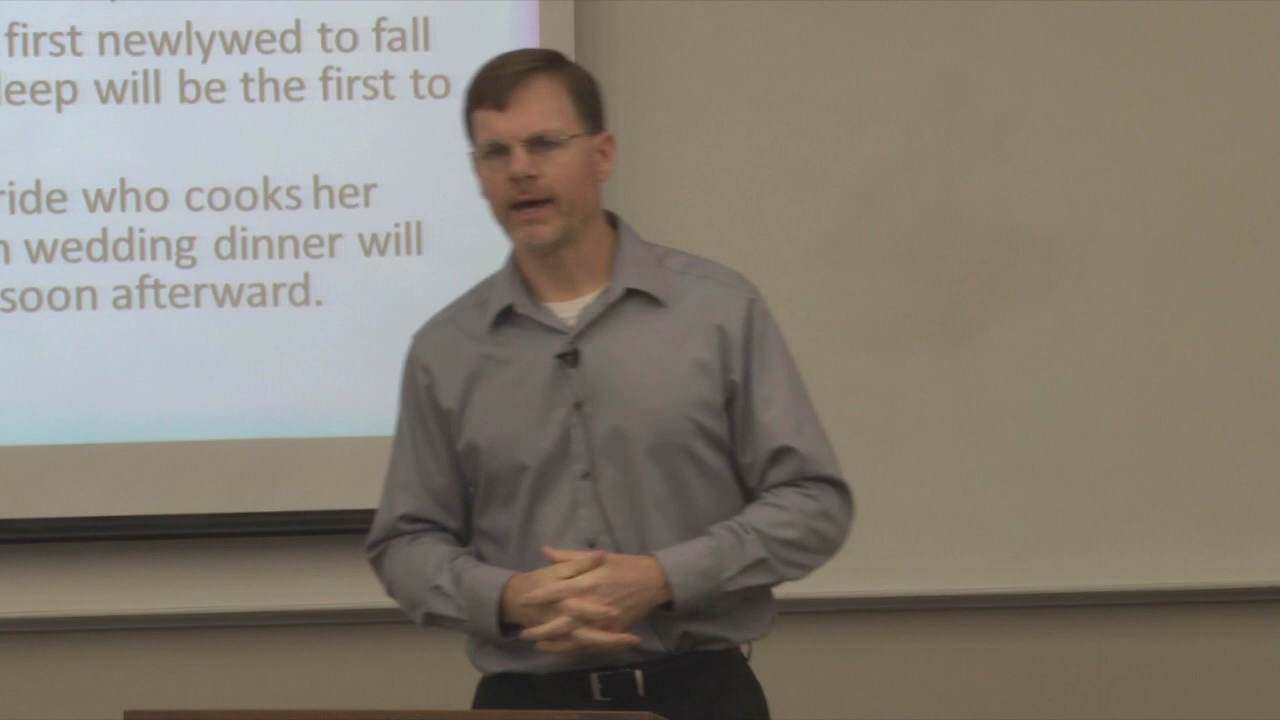 first newlywed to fall
leep will be the first to
ride who cooks her
n wedding dinner will
soon afterward.